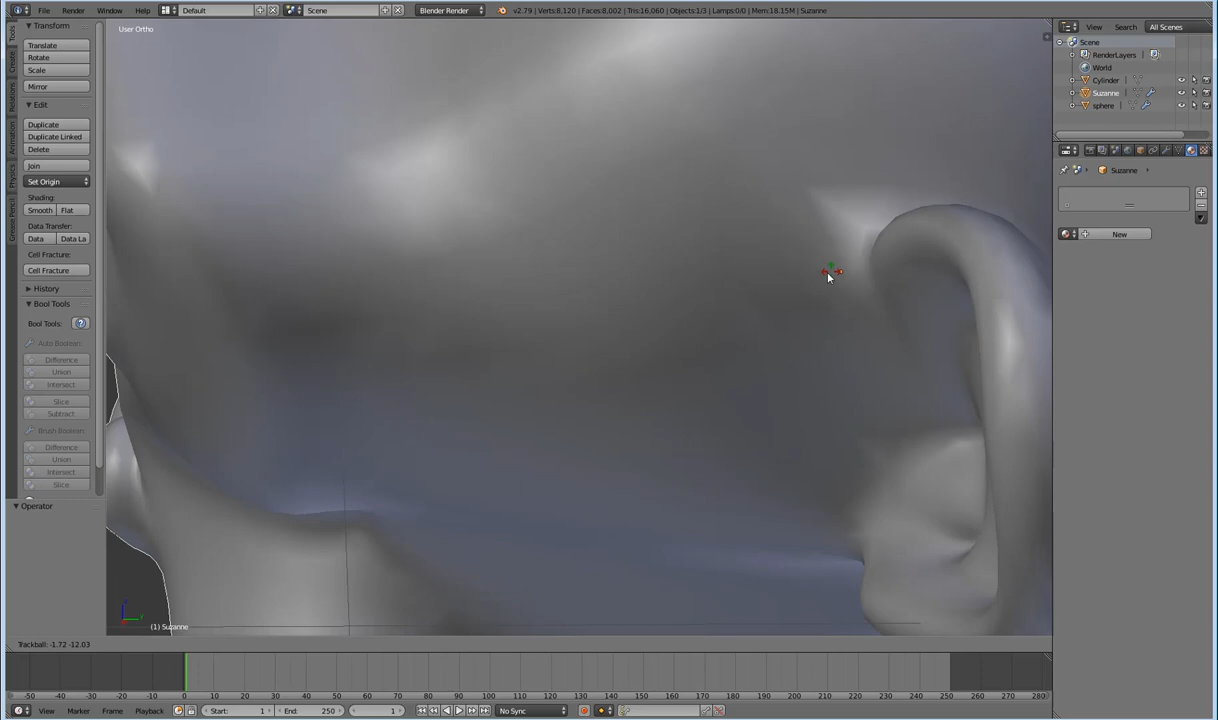 File Render Window Help Default Scene Blender Render v2.79 | Verts:8,120 | Faces:8,002 | Tris:16,060 | Objects:1/3 | Lamps:0/0 | Mem:18.15M | Suzanne
View Search All Scenes
Tools
Create
Relations
Animation
Physics
Grease Pencil
Transform
Translate
Rotate
Scale
Mirror
Edit
Duplicate
Duplicate Linked
Delete
Join
Set Origin
Shading:
Smooth Flat
Data Transfer:
Data Data La
Cell Fracture:
Cell Fracture
History
Bool Tools
Bool Tools:
Auto Boolean:
Difference
Union
Intersect
Slice
Subtract
Brush Boolean:
Difference
Union
Intersect
Slice
Operator
User Ortho
(1) Suzanne
Scene
RenderLayers |
World
Cylinder |
Suzanne |
sphere |
Suzanne
New
Trackball: -1.72 -12.03
-50 -40 -30 -20 -10 0 10 20 30 40 50 60 70 80 90 100 110 120 130 140 150 160 170 180 190 200 210 220 230 240 250 260 270 280
View Marker Frame Playback Start: 1 End: 250 1 No Sync